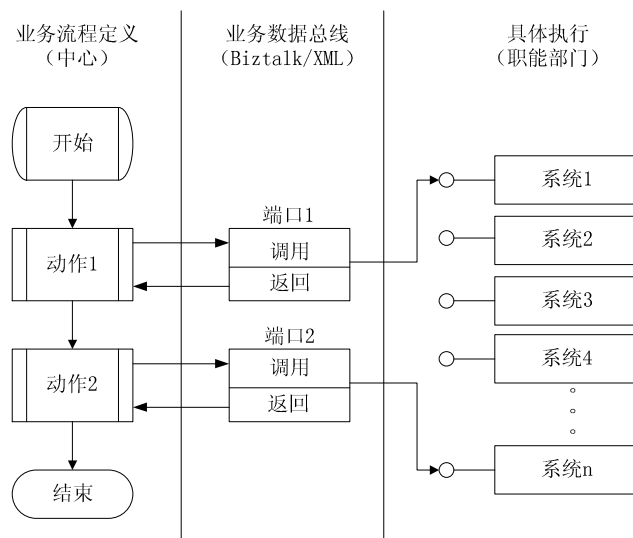 业务流程定义
（中心）
业务数据总线
（Biztalk/XML）
具体执行
（职能部门）
开始
动作1
动作2
结束
端口1
调用
返回
端口2
调用
返回
系统1
系统2
系统3
系统4
系统n